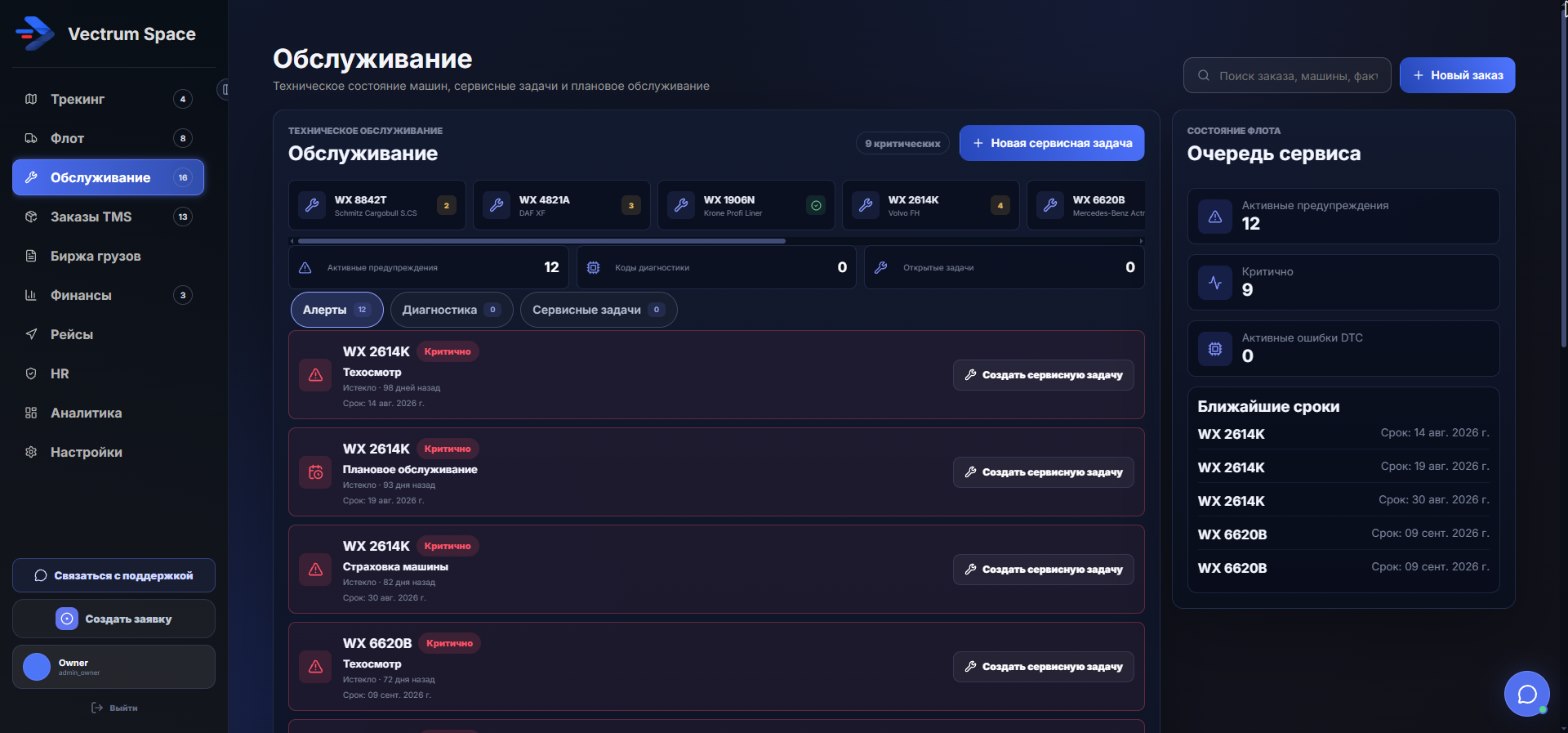 Vectrum Space
Трекинг 4
Флот 8
Обслуживание 16
Заказы TMS 13
Биржа грузов
Финансы 3
Рейсы
HR
Аналитика
Настройки
Связаться с поддержкой
Создать заявку
Owner
admin_owner
Выйти
Обслуживание
Техническое состояние машин, сервисные задачи и плановое обслуживание
Поиск заказа, машины, фак
+ Новый заказ
ТЕХНИЧЕСКОЕ ОБСЛУЖИВАНИЕ
Обслуживание
9 критических
+ Новая сервисная задача
WX 8842T
Schmitz Cargobull S.CS
2
WX 4821A
DAF XF
3
WX 1906N
Krone Profi Liner
WX 2614K
Volvo FH
4
WX 6620B
Mercedes-Benz Actr
Активные предупреждения 12
Коды диагностики 0
Открытые задачи 0
Алерты 12
Диагностика 0
Сервисные задачи 0
WX 2614K Критично
Техосмотр
Истекло · 98 дней назад
Срок: 14 авг. 2026 г.
Создать сервисную задачу
WX 2614K Критично
Плановое обслуживание
Истекло · 93 дня назад
Срок: 19 авг. 2026 г.
Создать сервисную задачу
WX 2614K Критично
Страховка машины
Истекло · 82 дня назад
Срок: 30 авг. 2026 г.
Создать сервисную задачу
WX 6620B Критично
Техосмотр
Истекло · 72 дня назад
Срок: 09 сент. 2026 г.
Создать сервисную задачу
СОСТОЯНИЕ ФЛОТА
Очередь сервиса
Активные предупреждения
12
Критично
9
Активные ошибки DTC
0
Ближайшие сроки
WX 2614K Срок: 14 авг. 2026 г.
WX 2614K Срок: 19 авг. 2026 г.
WX 2614K Срок: 30 авг. 2026 г.
WX 6620B Срок: 09 сент. 2026 г.
WX 6620B Срок: 09 сент. 2026 г.